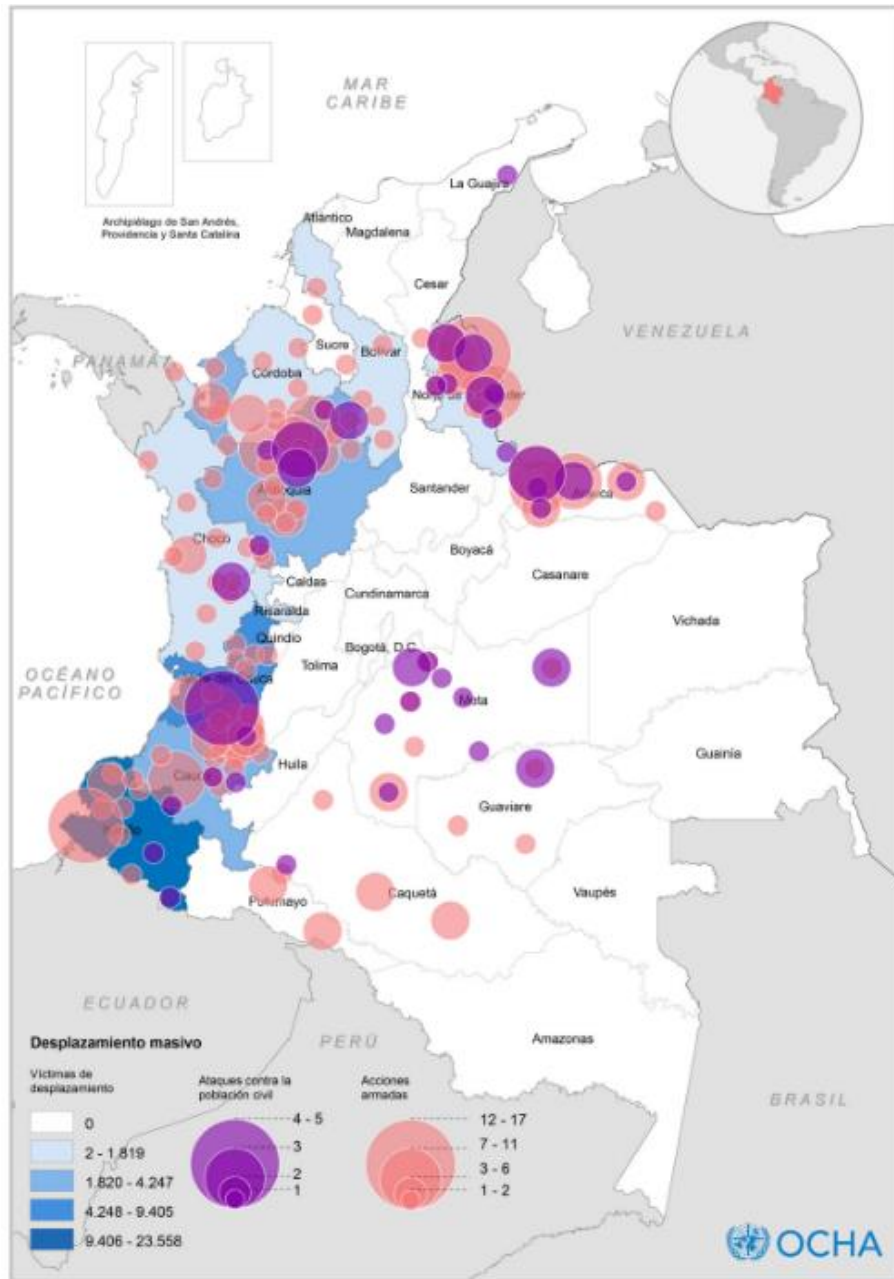 MAR
CARIBE
La Guajira
Archipiélago de San Andrés,
Providencia y Santa Catalina
Atlántico
Magdalena
Cesar
VENEZUELA
PANAMÁ
Sucre
Bolívar
Córdoba
Santander
Boyacá
Casanare
Chocó
Caldas
Cundinamarca
Vichada
Risaralda
Quindío
Bogotá, D.C.
Tolima
OCÉANO
PACÍFICO
Meta
Guainía
Huila
Guaviare
Caquetá
Vaupés
Putumayo
ECUADOR
PERÚ
Amazonas
BRASIL
Desplazamiento masivo
Víctimas de
desplazamiento
0
2 - 1.819
1.820 - 4.247
4.248 - 9.405
9.406 - 23.558
Ataques contra la
población civil
4 - 5
3
2
1
Acciones
armadas
12 - 17
7 - 11
3 - 6
1 - 2
OCHA